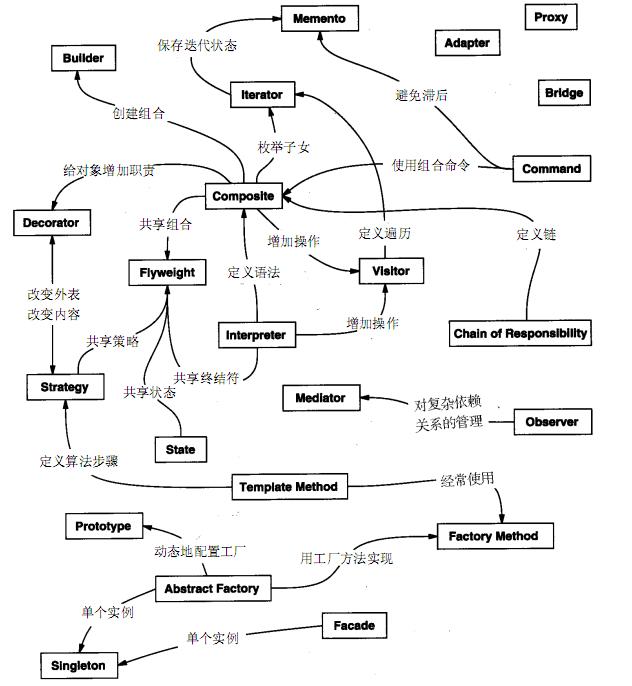 Memento
Proxy
Adapter
保存迭代状态
Builder
Iterator
Bridge
避免滞后
创建组合
枚举子女
给对象增加职责
使用组合命令
Command
Composite
Decorator
共享组合
增加操作
定义遍历
定义链
Flyweight
定义语法
Visitor
改变外表
改变内容
增加操作
Interpreter
Chain of Responsibility
共享策略
共享终结符
Strategy
共享状态
Mediator
对复杂依赖
关系的管理
Observer
State
定义算法步骤
Template Method
经常使用
Prototype
Factory Method
动态地配置工厂
用工厂方法实现
Abstract Factory
单个实例
Facade
单个实例
Singleton